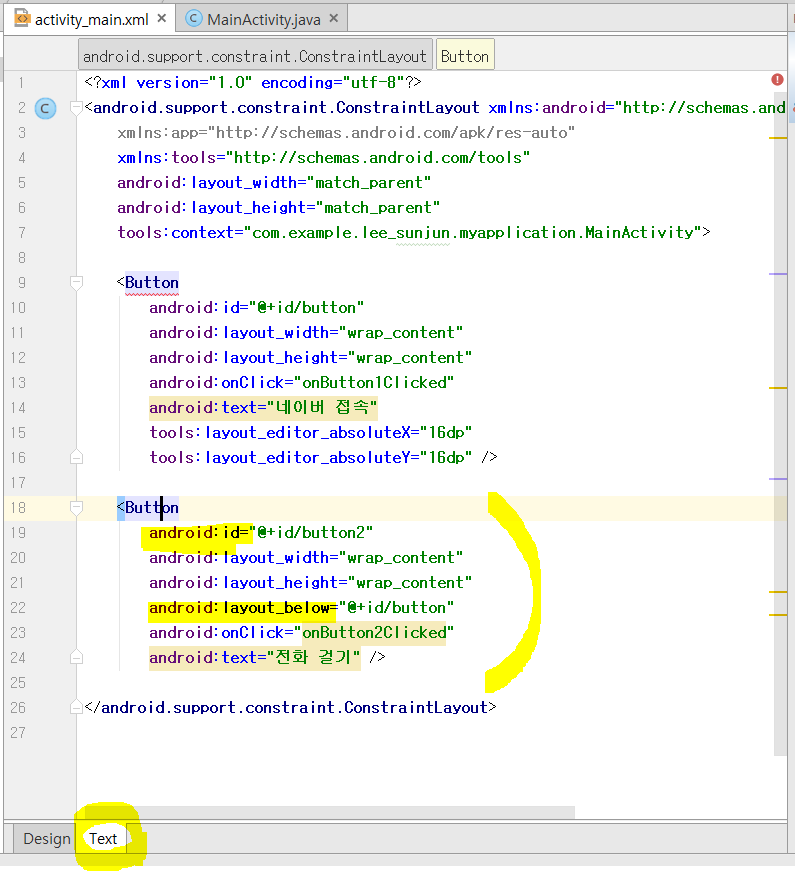 activity_main.xml
MainActivity.java
android.support.constraint.ConstraintLayout Button
1 <?xml version="1.0" encoding="utf-8"?>
2 <android.support.constraint.ConstraintLayout xmlns:android="http://schemas.and
3 xmlns:app="http://schemas.android.com/apk/res-auto"
4 xmlns:tools="http://schemas.android.com/tools"
5 android:layout_width="match_parent"
6 android:layout_height="match_parent"
7 tools:context="com.example.lee_sunjun.myapplication.MainActivity">
8
9 <Button
10 android:id="@+id/button"
11 android:layout_width="wrap_content"
12 android:layout_height="wrap_content"
13 android:onClick="onButton1Clicked"
14 android:text="네이버 접속"
15 tools:layout_editor_absoluteX="16dp"
16 tools:layout_editor_absoluteY="16dp" />
17
18 <Button
19 android:id="@+id/button2"
20 android:layout_width="wrap_content"
21 android:layout_height="wrap_content"
22 android:layout_below="@+id/button"
23 android:onClick="onButton2Clicked"
24 android:text="전화 걸기" />
25
26 </android.support.constraint.ConstraintLayout>
27
Design Text